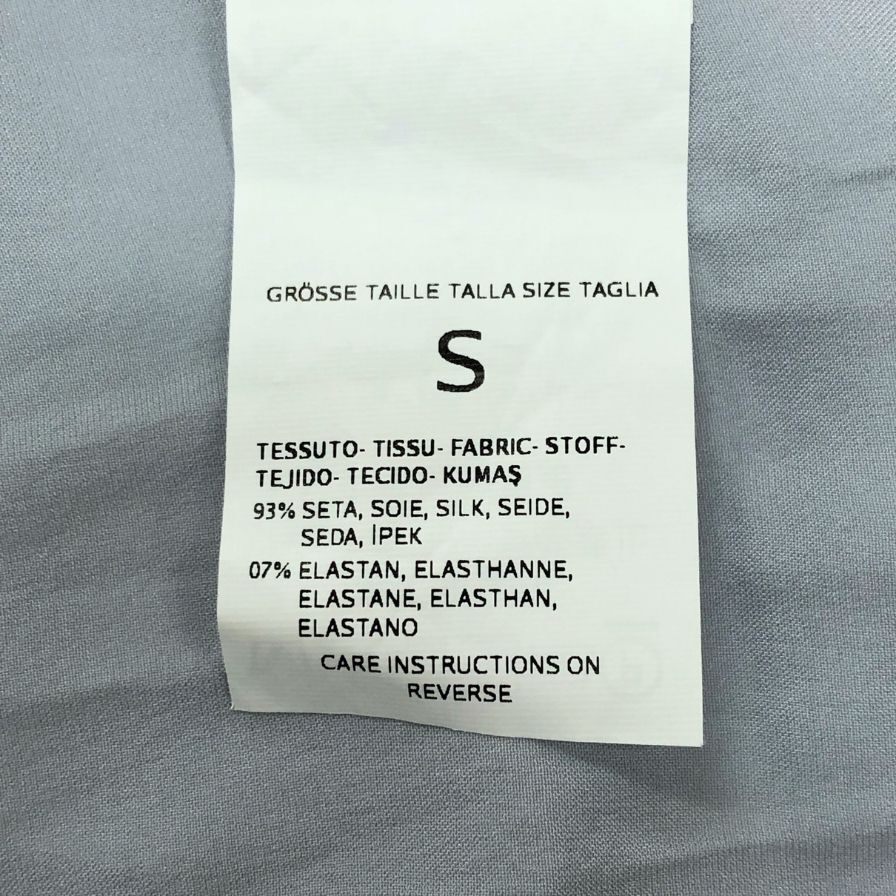 GRÖSSE TAILLE TALLA SIZE TAGLIA
S
TESSUTO- TISSU- FABRIC- STOFF-
TEJIDO- TECIDO- KUMAŞ
93% SETA, SOIE, SILK, SEIDE,
SEDA, İPEK
07% ELASTAN, ELASTHANNE,
ELASTANE, ELASTHAN,
ELASTANO
CARE INSTRUCTIONS ON
REVERSE